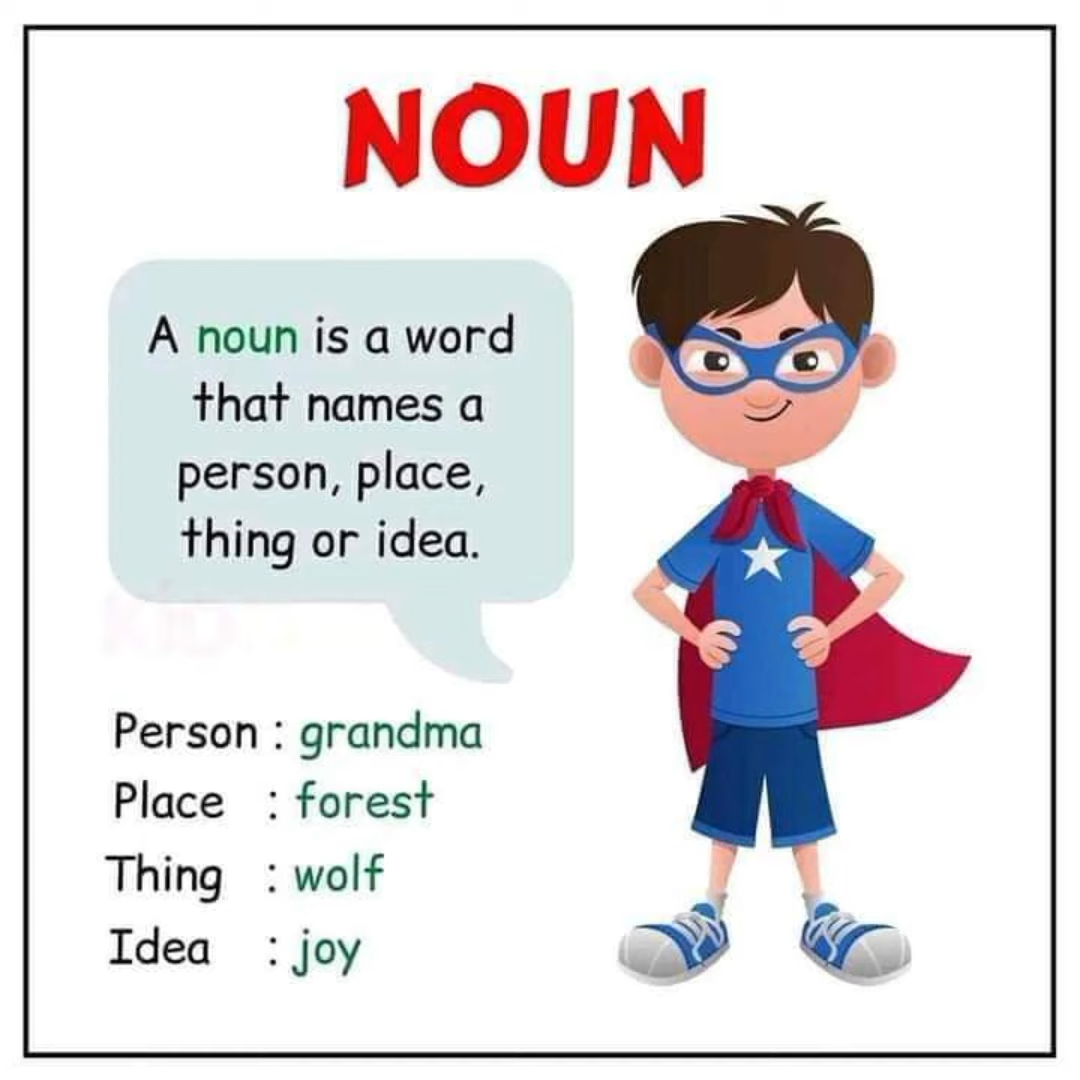 NOUN
A noun is a word
that names a
person, place,
thing or idea.
Person : grandma
Place : forest
Thing : wolf
Idea : joy